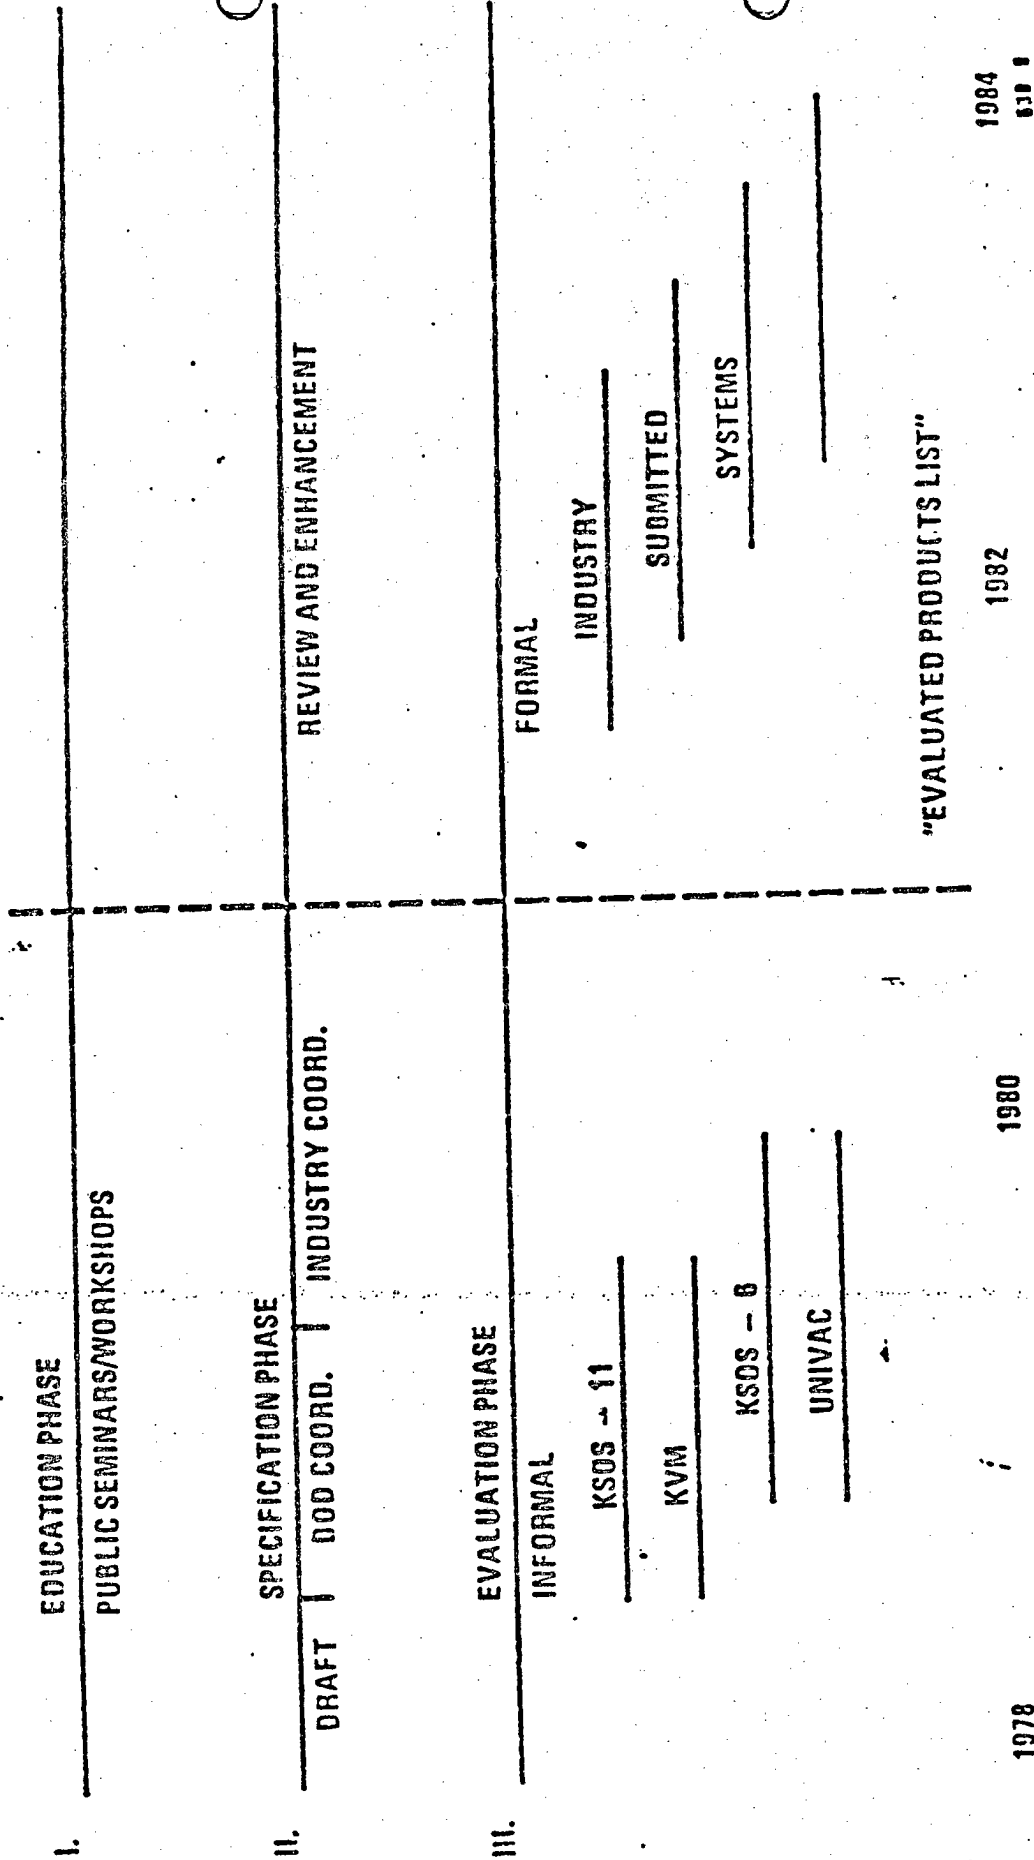 I. EDUCATION PHASE
PUBLIC SEMINARS/WORKSHOPS
II. SPECIFICATION PHASE
DRAFT DOD COORD. INDUSTRY COORD. REVIEW AND ENHANCEMENT
III. EVALUATION PHASE
INFORMAL FORMAL
KSOS - 11 INDUSTRY
KVM SUBMITTED
KSOS - 6 SYSTEMS
UNIVAC
"EVALUATED PRODUCTS LIST"
1978 1980 1982 1984